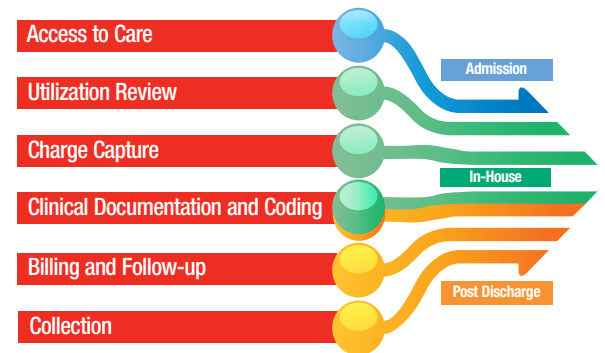 Access to Care
Admission
Utilization Review
Charge Capture
In-House
Clinical Documentation and Coding
Billing and Follow-up
Post Discharge
Collection